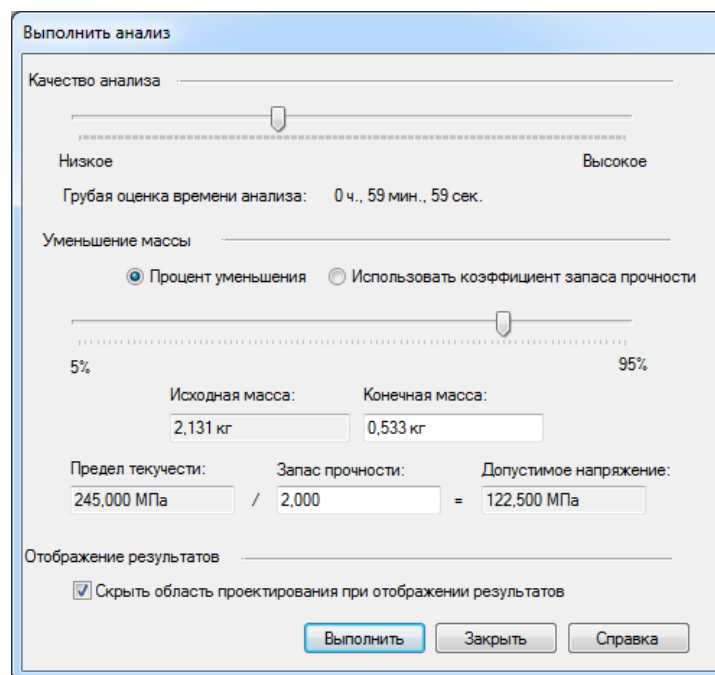 Выполнить анализ
Качество анализа
Низкое Высокое
Грубая оценка времени анализа: 0 ч., 59 мин., 59 сек.
Уменьшение массы
Процент уменьшения Использовать коэффициент запаса прочности
5% 95%
Исходная масса: Конечная масса:
2,131 кг 0,533 кг
Предел текучести: Запас прочности: Допустимое напряжение:
245,000 МПа / 2,000 = 122,500 МПа
Отображение результатов
Скрыть область проектирования при отображении результатов
Выполнить Закрыть Справка